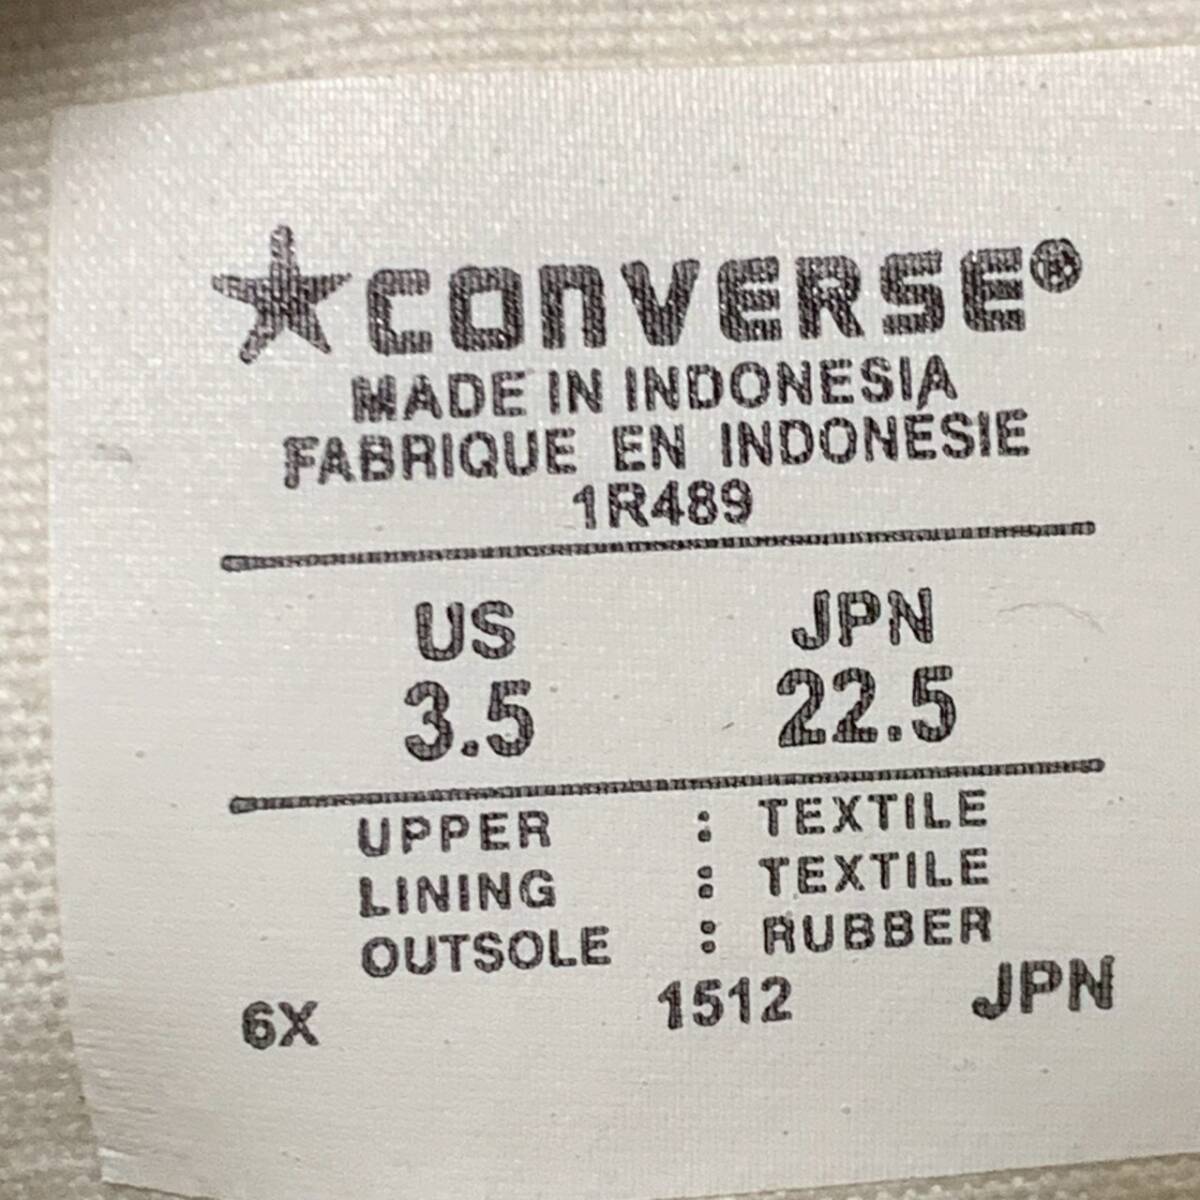 CONVERSE®
MADE IN INDONESIA
FABRIQUE EN INDONÉSIE
1R489
US JPN
3.5 22.5
UPPER : TEXTILE
LINING : TEXTILE
OUTSOLE : RUBBER
6X 1512 JPN